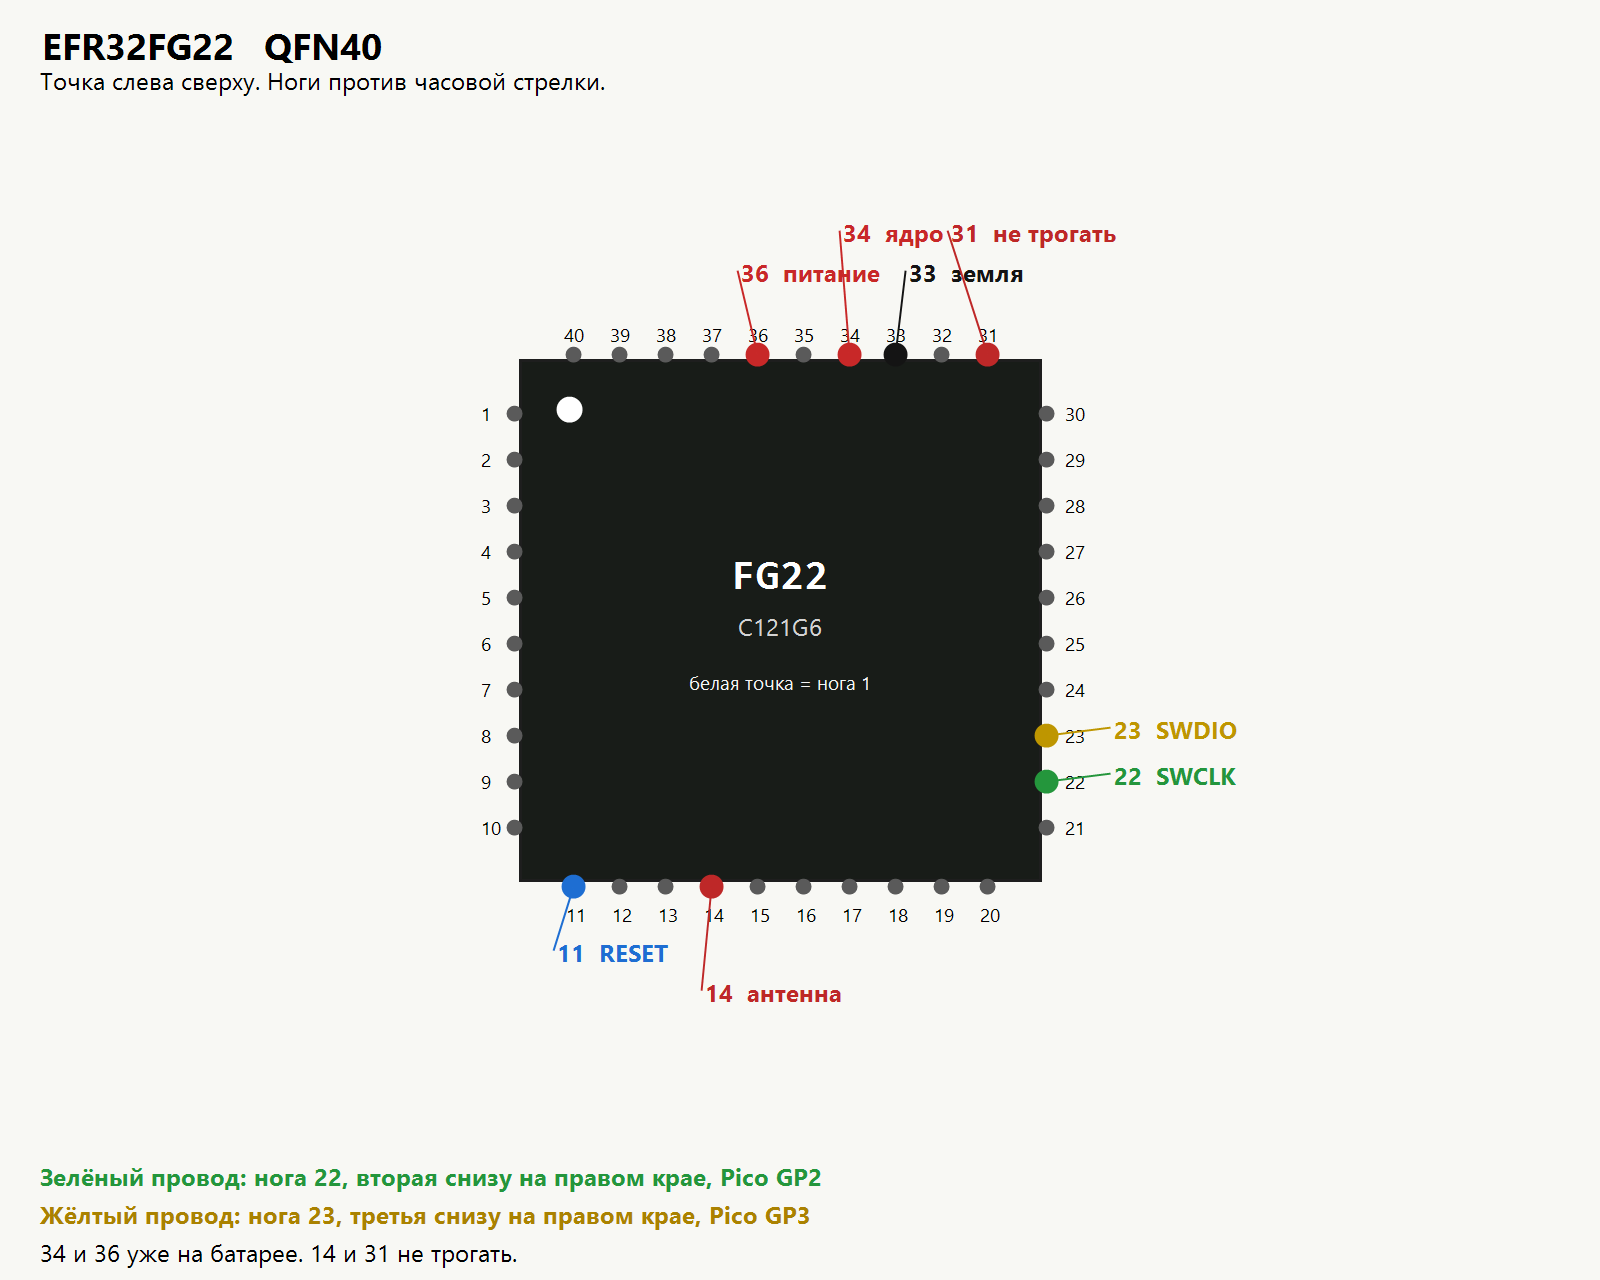 EFR32FG22 QFN40
Точка слева сверху. Ноги против часовой стрелки.
34 ядро 31 не трогать
36 питание 33 земля
40 39 38 37 36 35 34 33 32 31
1 30
2 29
3 28
4 27
FG22
5 26
C121G6
6 25
белая точка = нога 1
7 24
8 23 23 SWDIO
9 22 22 SWCLK
10 21
11 12 13 14 15 16 17 18 19 20
11 RESET
14 антенна
Зелёный провод: нога 22, вторая снизу на правом крае, Pico GP2
Жёлтый провод: нога 23, третья снизу на правом крае, Pico GP3
34 и 36 уже на батарее. 14 и 31 не трогать.